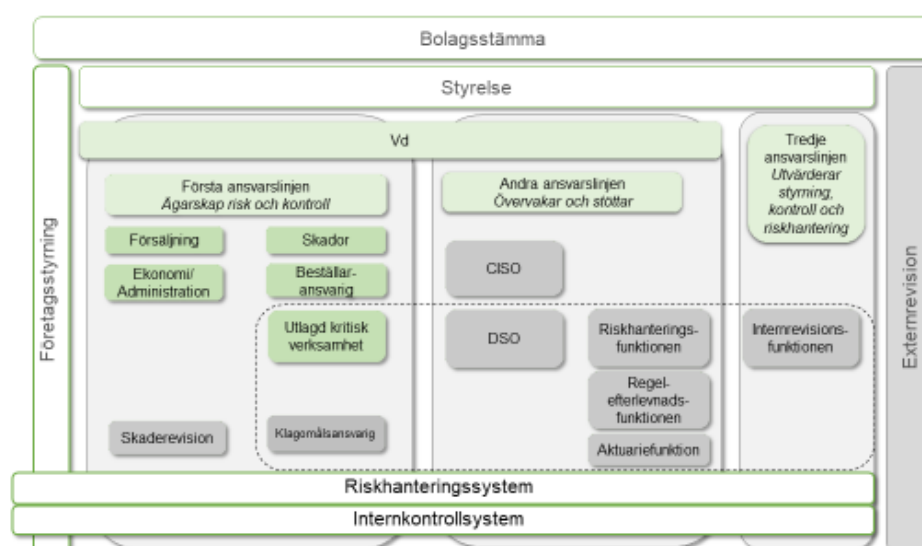 Bolagsstämma
Företagsstyrning
Styrelse
Externrevision
Vd
Tredje
ansvarslinjen
Utvärderar
styrning,
kontroll och
riskhantering
Första ansvarslinjen
Ägarskap risk och kontroll
Andra ansvarslinjen
Övervakar och stöttar
Försäljning
Skador
Ekonomi/
Administration
Beställar-
ansvarig
CISO
Utlagd kritisk
verksamhet
DSO
Riskhanterings-
funktionen
Internrevisions-
funktionen
Regel-
efterlevnads-
funktionen
Skaderevision
Klagomålsansvarig
Aktuariefunktion
Riskhanteringssystem
Internkontrollsystem